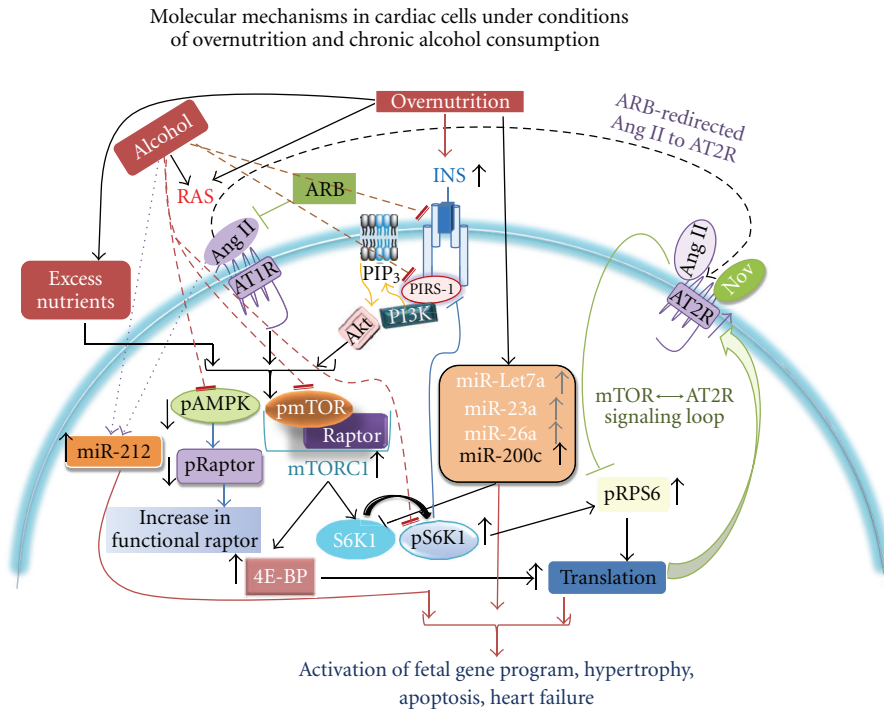 Molecular mechanisms in cardiac cells under conditions
of overnutrition and chronic alcohol consumption
Overnutrition
Alcohol
ARB-redirected
Ang II to AT2R
RAS
ARB
INS
Ang II
AT1R
PIP3
PIRS-1
PI3K
Akt
Ang II
AT2R
Nov
Excess
nutrients
miR-Let7a
miR-23a
miR-26a
miR-200c
mTOR ⟷ AT2R
signaling loop
pAMPK
pmTOR
Raptor
mTORC1
miR-212
pRaptor
pRPS6
Increase in
functional raptor
S6K1
pS6K1
4E-BP
Translation
Activation of fetal gene program, hypertrophy,
apoptosis, heart failure